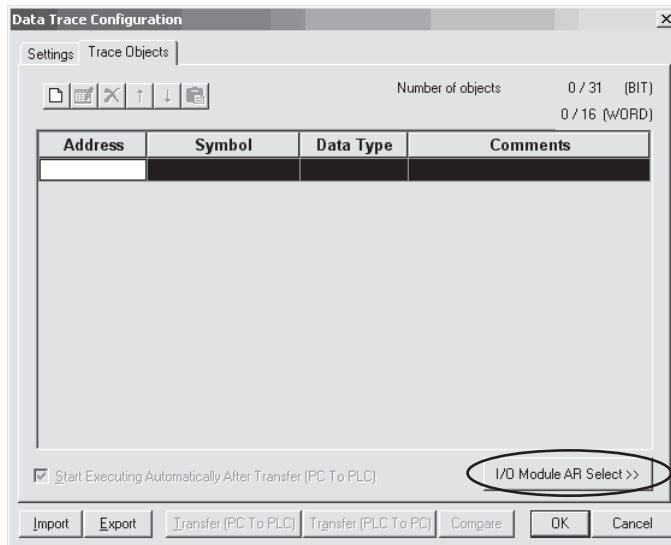 Data Trace Configuration
Settings Trace Objects
Number of objects 0 / 31 (BIT)
0 / 16 (WORD)
Address Symbol Data Type Comments
Start Executing Automatically After Transfer (PC To PLC)
I/O Module AR Select >>
Import Export Transfer (PC To PLC) Transfer (PLC To PC) Compare OK Cancel